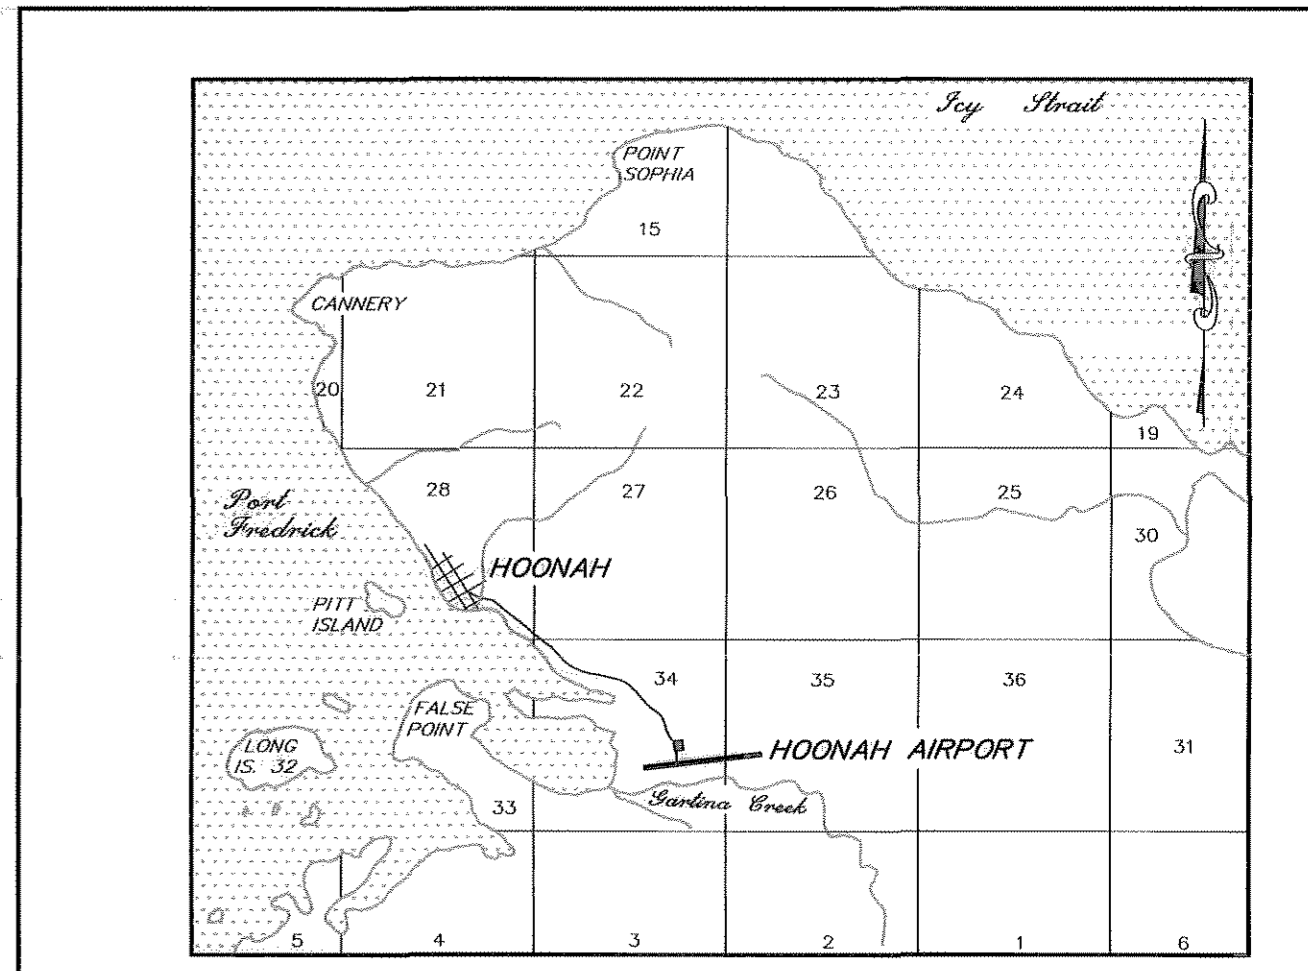 Icy Strait
POINT
SOPHIA
15
CANNERY
20
21
22
23
24
19
Port
Fredrick
28
27
26
25
30
HOONAH
PITT
ISLAND
34
35
36
FALSE
POINT
LONG
IS. 32
HOONAH AIRPORT
31
33
Gartina Creek
5
4
3
2
1
6